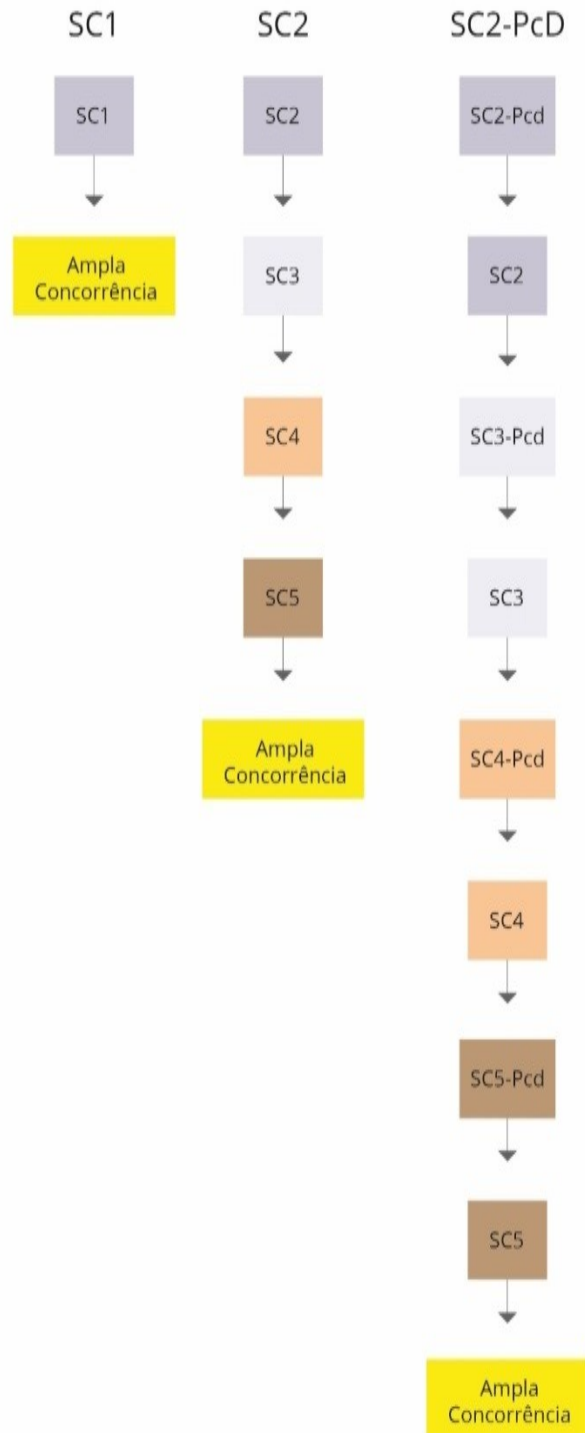 SC1
SC1
Ampla
Concorrência
SC2
SC2
SC3
SC4
SC5
Ampla
Concorrência
SC2-PcD
SC2-Pcd
SC2
SC3-Pcd
SC3
SC4-Pcd
SC4
SC5-Pcd
SC5
Ampla
Concorrência